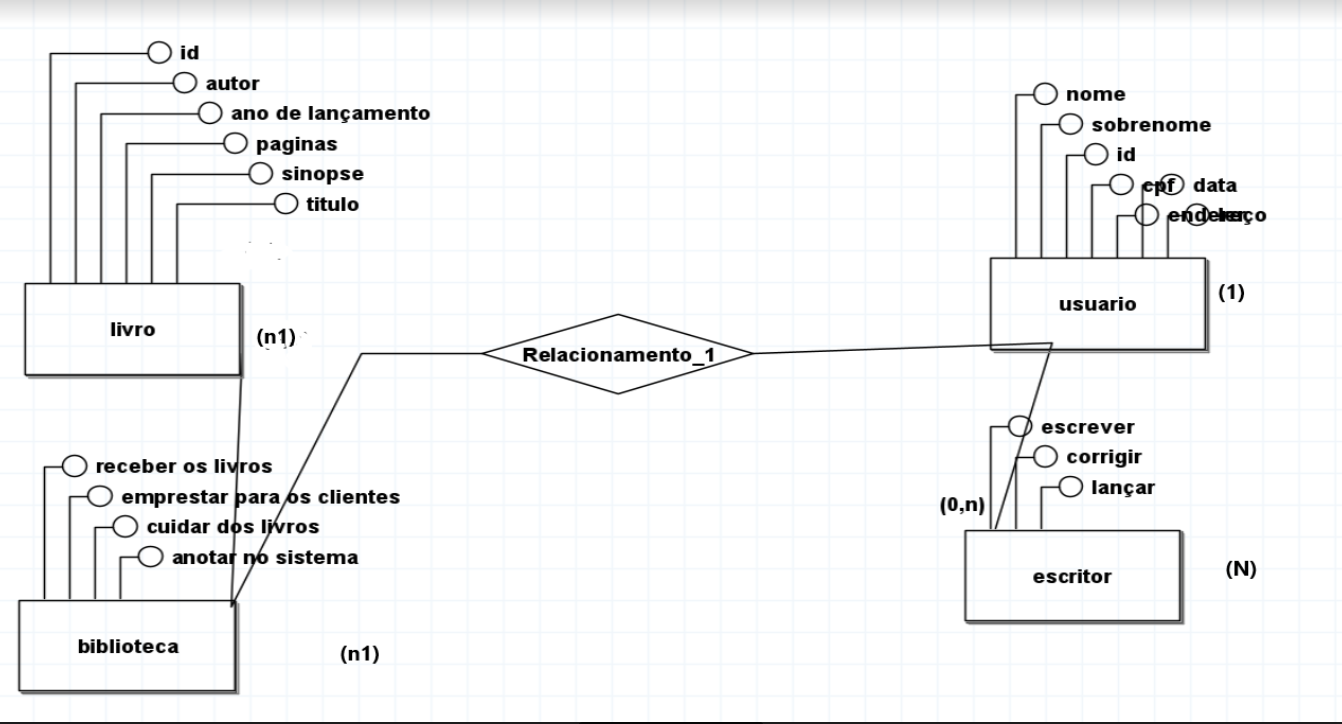 id
autor
ano de lançamento
paginas
sinopse
titulo
livro
(n1)
nome
sobrenome
id
cpf
data
endereço
usuario
(1)
Relacionamento_1
receber os livros
emprestar para os clientes
cuidar dos livros
anotar no sistema
biblioteca
(n1)
escrever
corrigir
lançar
(0,n)
escritor
(N)